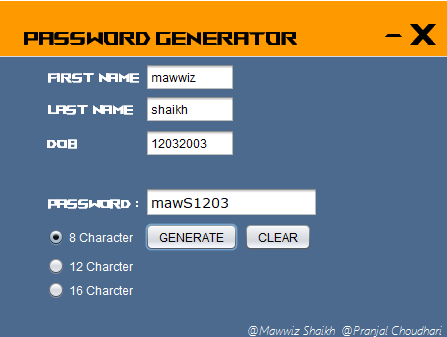 PASSWORD GENERATOR – X
FIRST NAME mawwiz
LAST NAME shaikh
DOB 12032003
PASSWORD : mawS1203
8 Character GENERATE CLEAR
12 Charcter
16 Charcter
@Mawwiz Shaikh @Pranjal Choudhari